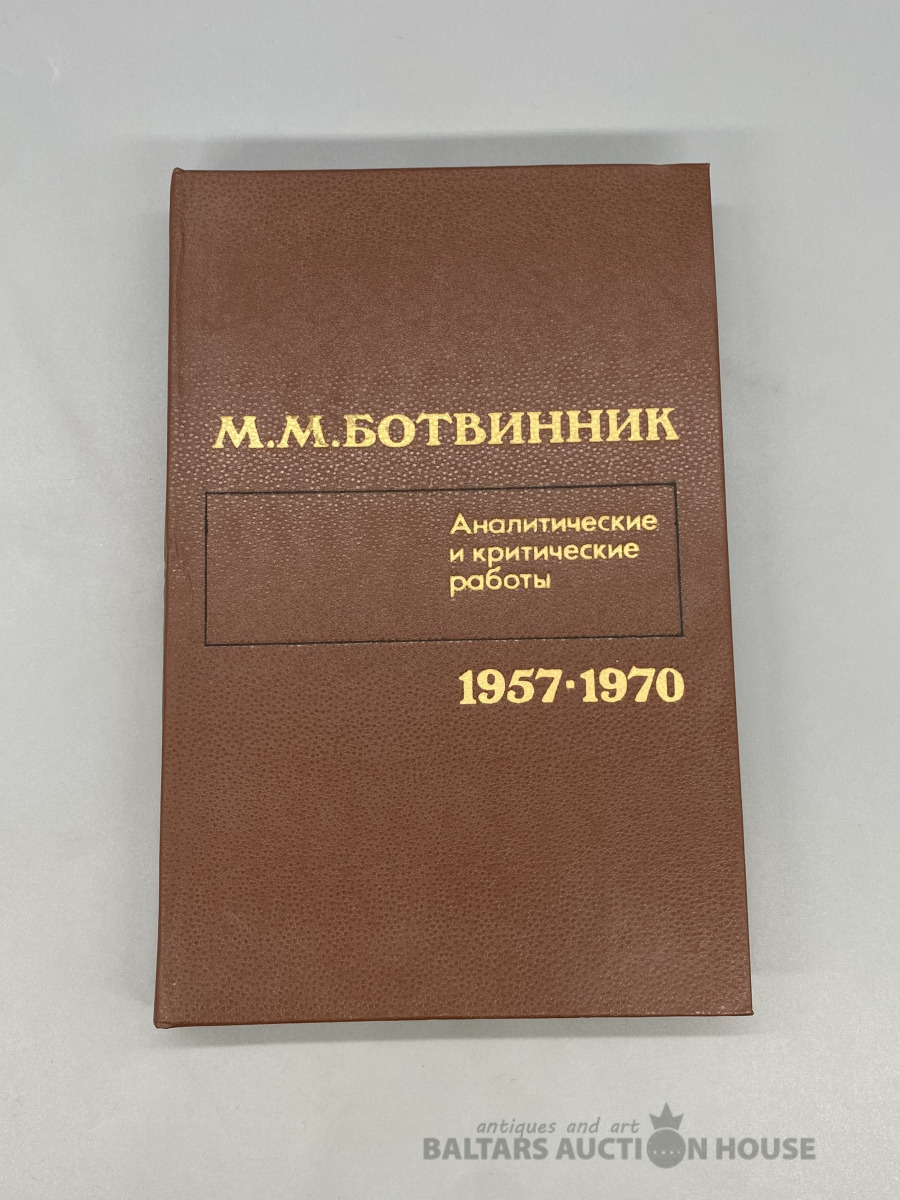 М.М.БОТВИННИК
Аналитические
и критические
работы
1957·1970
antiques and art
BALTARS AUCTION HOUSE